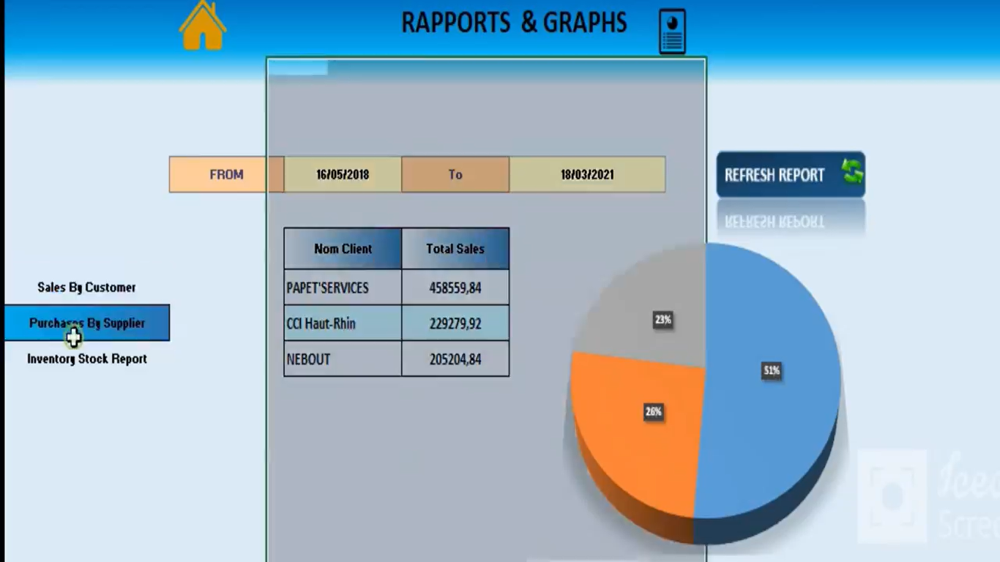 RAPPORTS & GRAPHS
FROM 16/05/2018 To 18/03/2021
REFRESH REPORT
REFRESH REPORT
Nom Client Total Sales
PAPET'SERVICES 458559,84
CCI Haut-Rhin 229279,92
NEBOUT 205204,84
Sales By Customer
Purchases By Supplier
Inventory Stock Report
23%
51%
26%